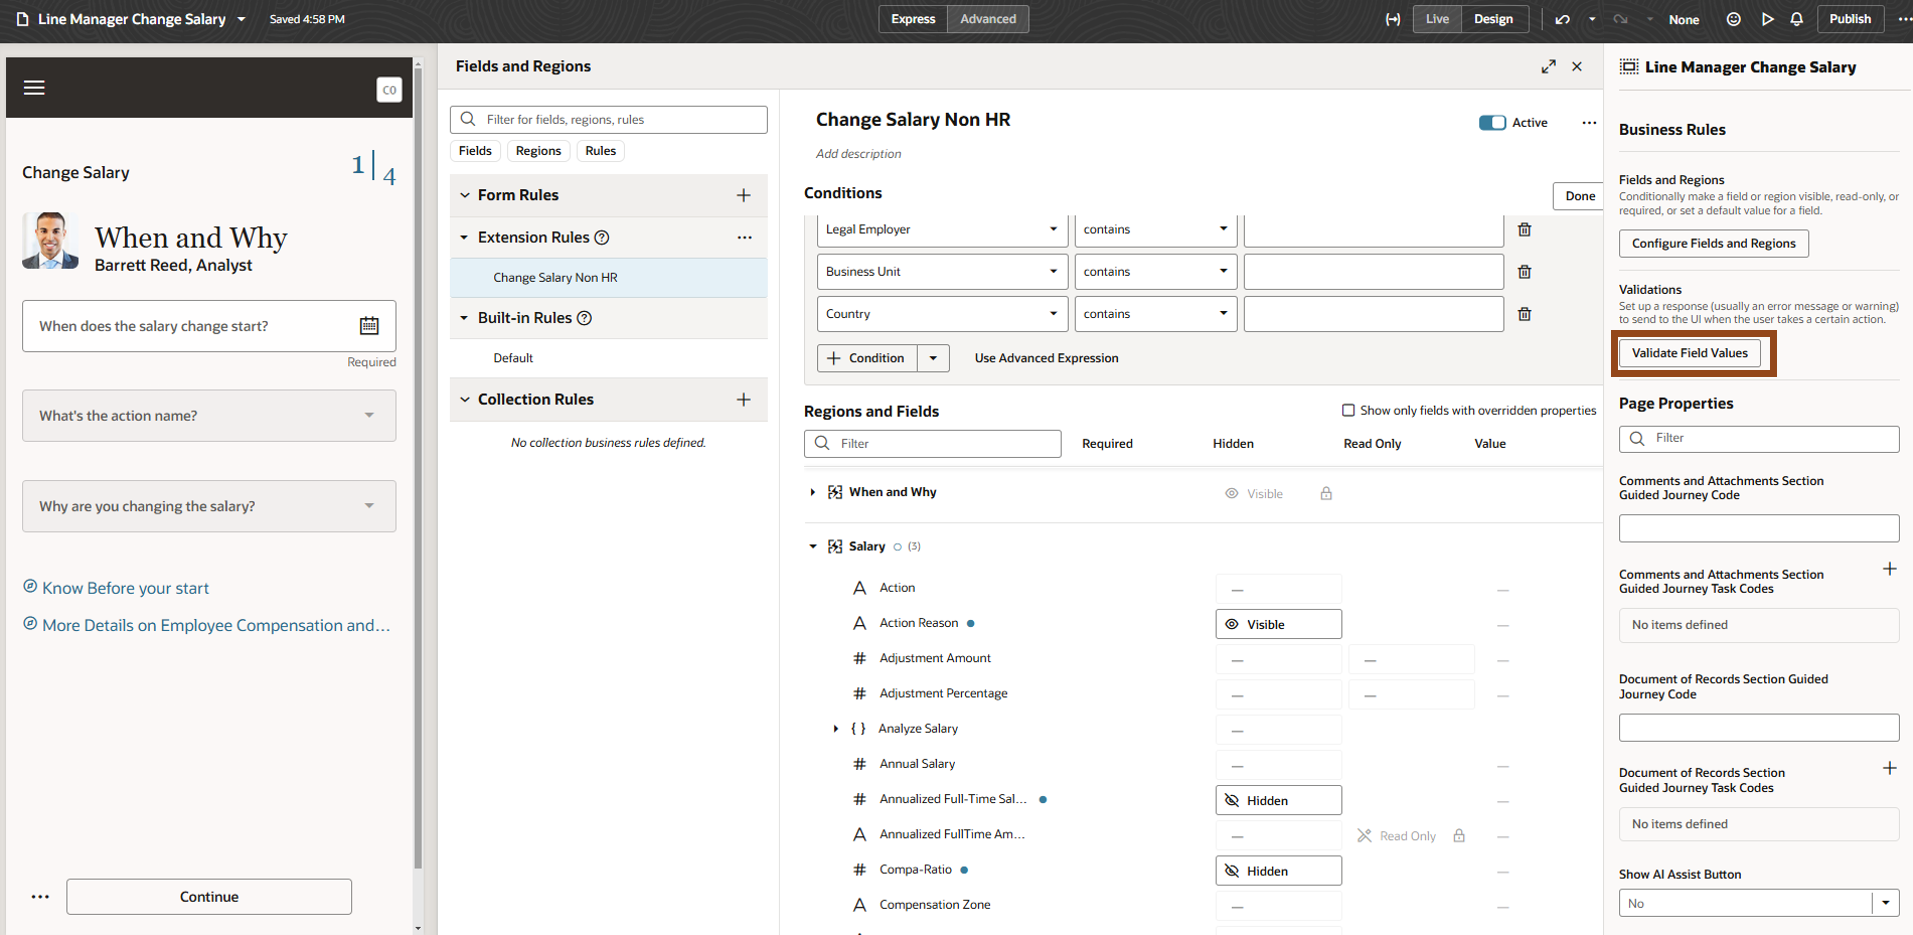 Line Manager Change Salary
Saved 4:58 PM
Express
Advanced
Live
Design
None
Publish
CO
Change Salary
1
4
When and Why
Barrett Reed, Analyst
When does the salary change start?
Required
What's the action name?
Why are you changing the salary?
Know Before your start
More Details on Employee Compensation and...
Continue
Fields and Regions
Filter for fields, regions, rules
Fields
Regions
Rules
Form Rules
Extension Rules
Change Salary Non HR
Built-in Rules
Default
Collection Rules
No collection business rules defined.
Change Salary Non HR
Active
Add description
Conditions
Done
Legal Employer
contains
Business Unit
contains
Country
contains
Condition
Use Advanced Expression
Regions and Fields
Show only fields with overridden properties
Filter
Required
Hidden
Read Only
Value
When and Why
Visible
Salary
(3)
Action
Action Reason
Visible
Adjustment Amount
Adjustment Percentage
Analyze Salary
Annual Salary
Annualized Full-Time Sal...
Hidden
Annualized FullTime Am...
Read Only
Compa-Ratio
Hidden
Compensation Zone
Line Manager Change Salary
Business Rules
Fields and Regions
Conditionally make a field or region visible, read-only, or
required, or set a default value for a field.
Configure Fields and Regions
Validations
Set up a response (usually an error message or warning)
to send to the UI when the user takes a certain action.
Validate Field Values
Page Properties
Filter
Comments and Attachments Section
Guided Journey Code
Comments and Attachments Section
Guided Journey Task Codes
No items defined
Document of Records Section Guided
Journey Code
Document of Records Section
Guided Journey Task Codes
No items defined
Show AI Assist Button
No